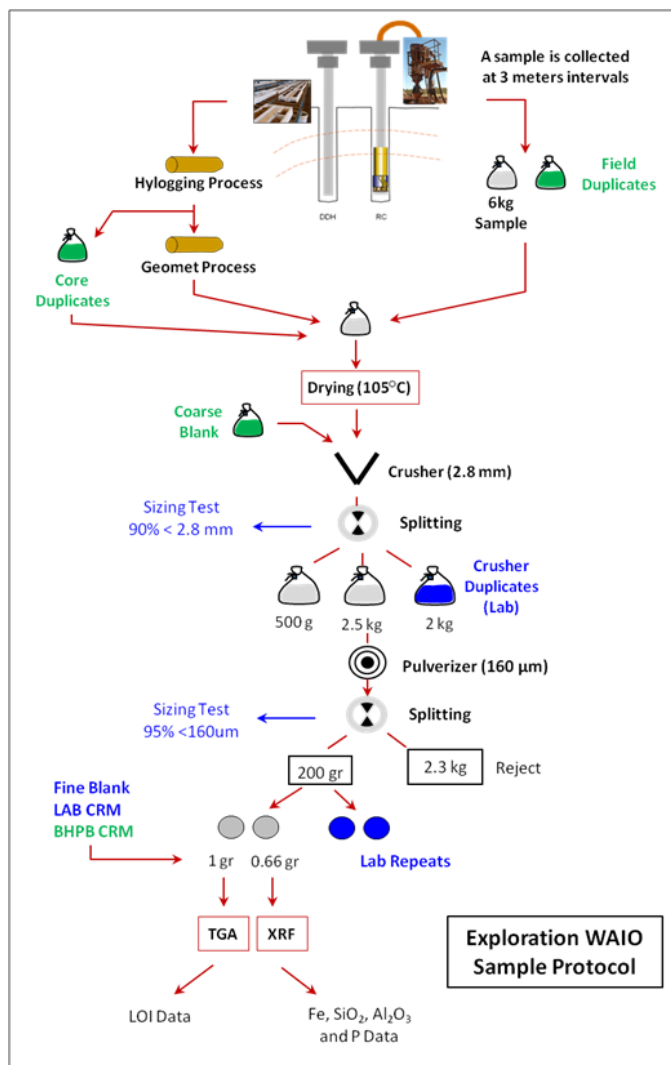 A sample is collected
at 3 meters intervals
Hylogging Process
DDH
RC
6kg
Sample
Field
Duplicates
Core
Duplicates
Geomet Process
Drying (105°C)
Coarse
Blank
Crusher (2.8 mm)
Sizing Test
90% < 2.8 mm
Splitting
Crusher
Duplicates
(Lab)
500 g
2.5 kg
2 kg
Pulverizer (160 µm)
Sizing Test
95% <160um
Splitting
200 gr
2.3 kg
Reject
Fine Blank
LAB CRM
BHPB CRM
1 gr
0.66 gr
Lab Repeats
TGA
XRF
Exploration WAIO
Sample Protocol
LOI Data
Fe, SiO₂, Al₂O₃
and P Data